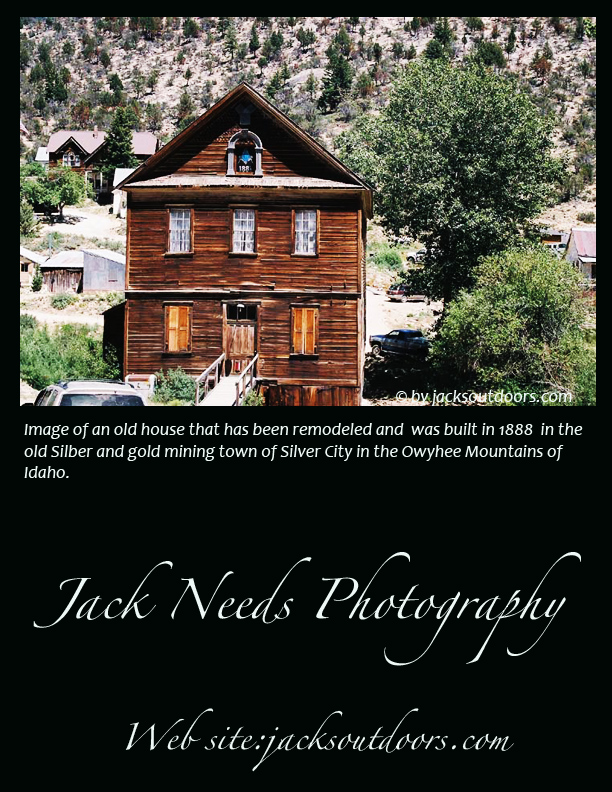 188
© by jacksoutdoors.com
Image of an old house that has been remodeled and was built in 1888 in the
old Silber and gold mining town of Silver City in the Owyhee Mountains of
Idaho.
Jack Needs Photography
Web site:jacksoutdoors.com